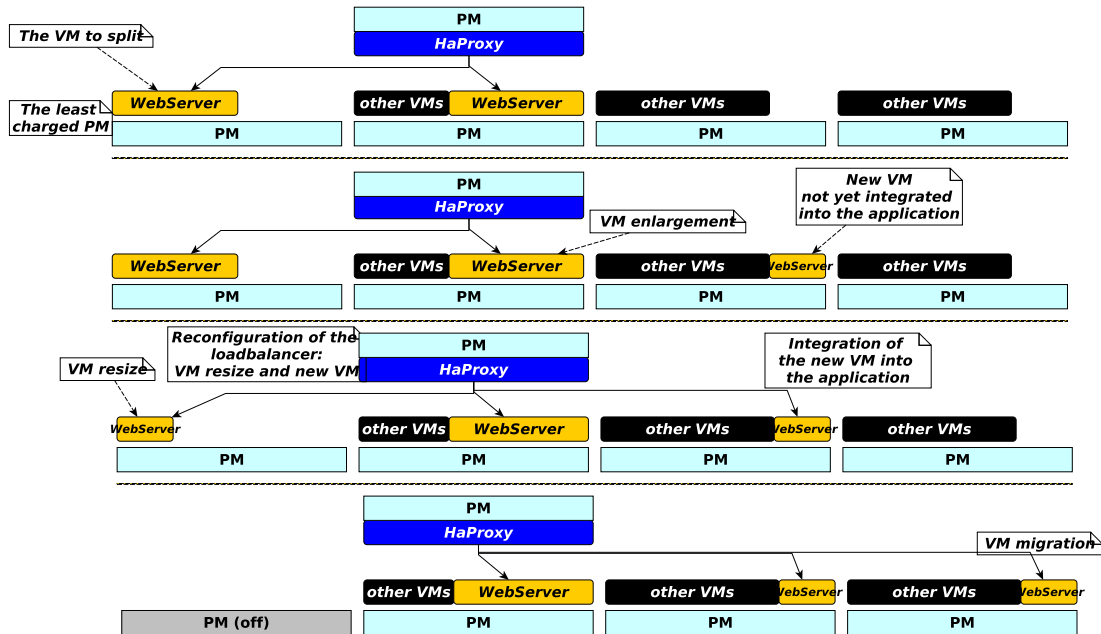 PM
The VM to split
HaProxy
WebServer
other VMs
WebServer
other VMs
other VMs
The least
charged PM
PM
PM
PM
PM
PM
HaProxy
New VM
not yet integrated
into the application
VM enlargement
WebServer
other VMs
WebServer
other VMs
WebServer
other VMs
PM
PM
PM
PM
Reconfiguration of the
loadbalancer:
VM resize and new VM
PM
HaProxy
Integration of
the new VM into
the application
VM resize
WebServer
other VMs
WebServer
other VMs
WebServer
other VMs
PM
PM
PM
PM
PM
HaProxy
VM migration
other VMs
WebServer
other VMs
WebServer
other VMs
WebServer
PM (off)
PM
PM
PM